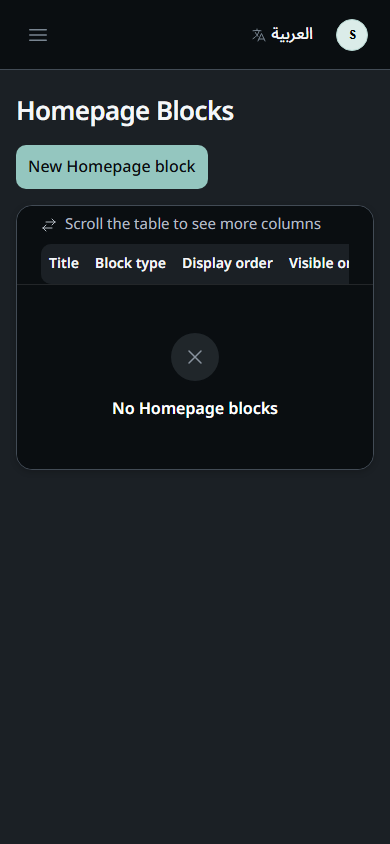 العربية
S
Homepage Blocks
New Homepage block
Scroll the table to see more columns
Title Block type Display order Visible
No Homepage blocks